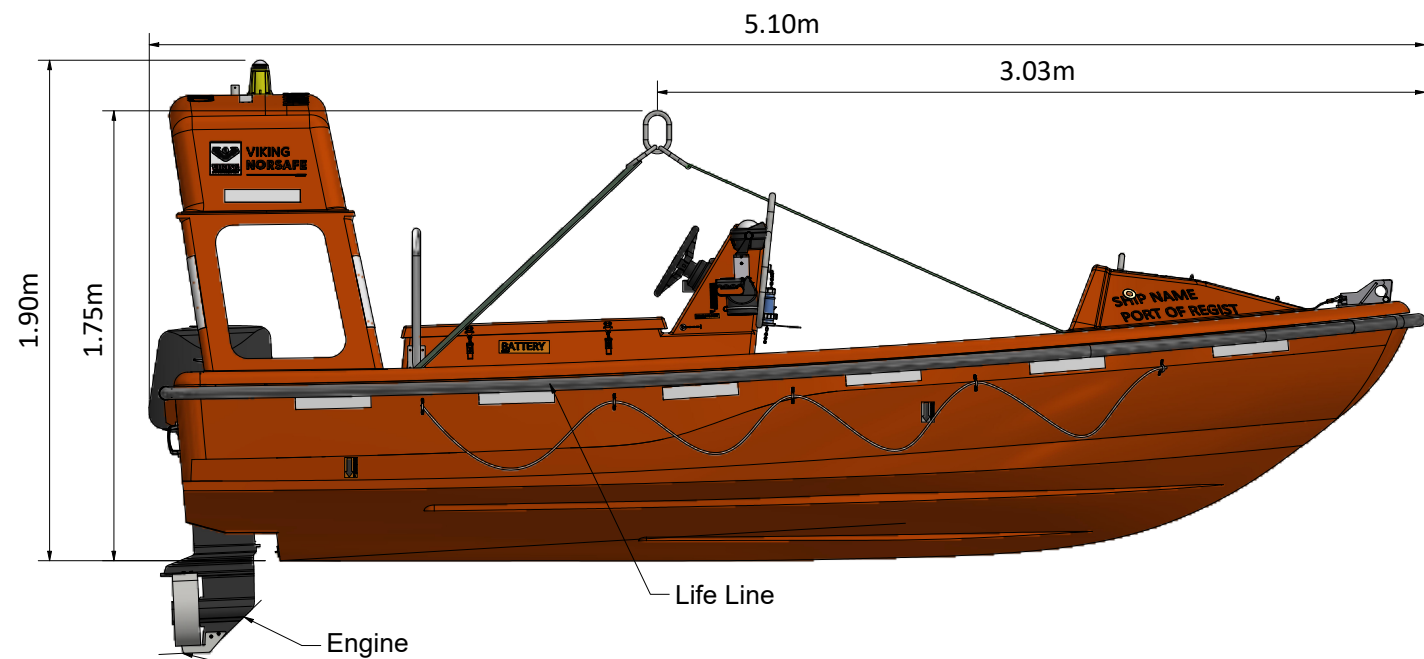 5.10m
3.03m
1.90m
1.75m
VIKING
NORSAFE
BATTERY
SHIP NAME
PORT OF REGIST
Life Line
Engine